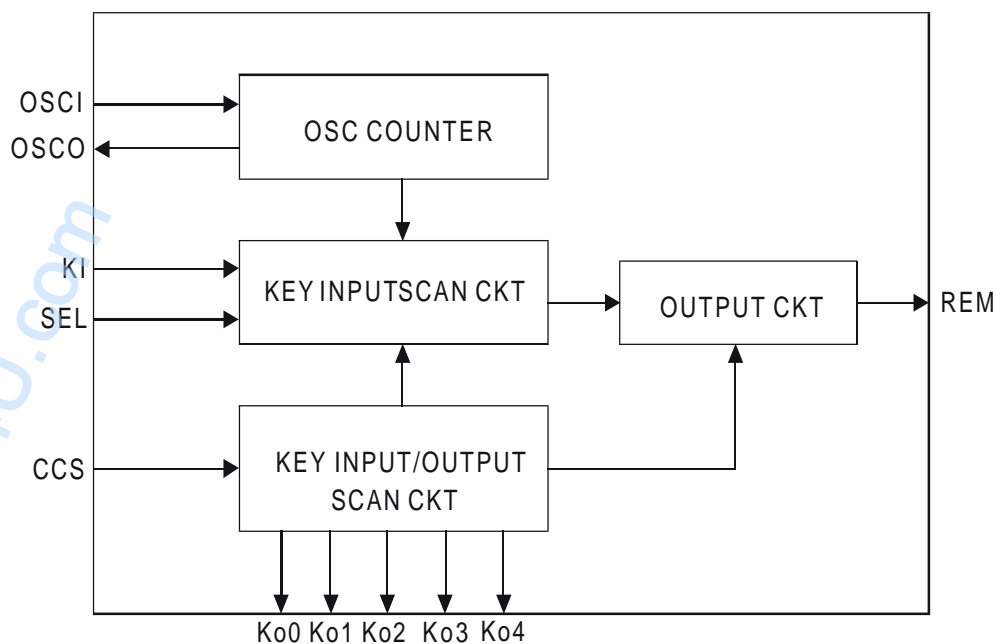 OSCI
OSC COUNTER
OSCO
KI
KEY INPUTSCAN CKT
SEL
OUTPUT CKT
REM
CCS
KEY INPUT/OUTPUT
SCAN CKT
Ko0 Ko1 Ko2 Ko3 Ko4